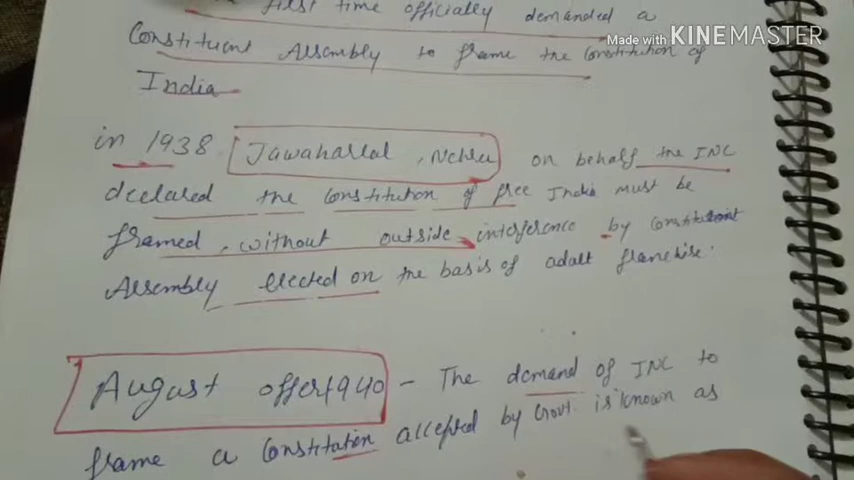 first time officially demanded a
Made with KINEMASTER
Constituent Assembly to frame the Constitution of
India
in 1938 Jawaharlal , Nehru on behalf the INC
declared the constitution of free India must be
framed , without outside interference by constituent
Assembly elected on the basis of adult franchise.
August offer 1940 - The demand of INC to
frame a constitution accepted by Govt. is known as